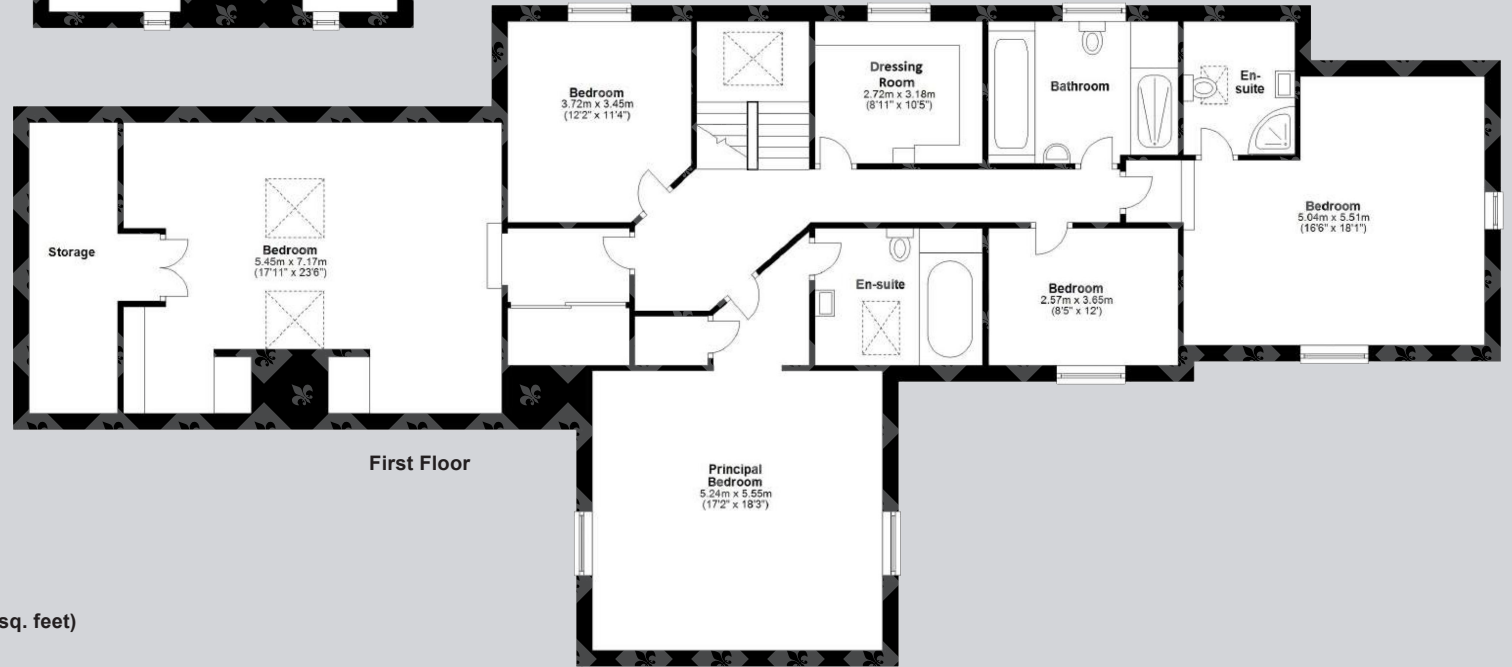 Bedroom
3.72m x 3.45m
(12'2" x 11'4")
Dressing
Room
2.72m x 3.18m
(8'11" x 10'5")
Bathroom
En-
suite
Storage
Bedroom
5.45m x 7.17m
(17'11" x 23'6")
Bedroom
5.04m x 5.51m
(16'6" x 18'1")
En-suite
Bedroom
2.57m x 3.65m
(8'5" x 12')
First Floor
Principal
Bedroom
5.24m x 5.55m
(17'2" x 18'3")
sq. feet)